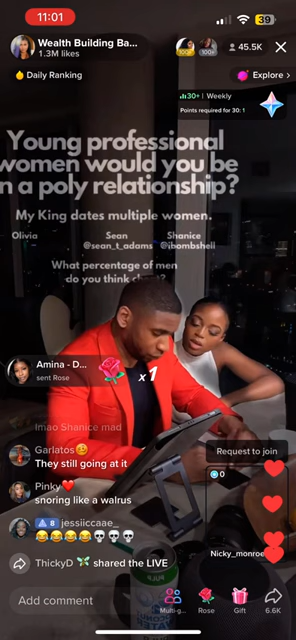 11:01
39
Wealth Building Ba...
1.3M likes
100+
45.5K
Daily Ranking
Explore
30+ | Weekly
Points required for 30: 1
Young professional
women would you be
n a poly relationship?
My King dates multiple women.
Olivia Sean Shanice
@sean_t_adams @ibombshell
What percentage of men
do you think
Amina - D...
sent Rose
x1
lmao Shanice mad
Garlatos
They still going at it
Request to join
Pinky
snoring like a walrus
0
8 jessiiccaae_
Nicky_monroe
ThickyD shared the LIVE
PULP
Add comment
Multi-g... Rose Gift 6.6K